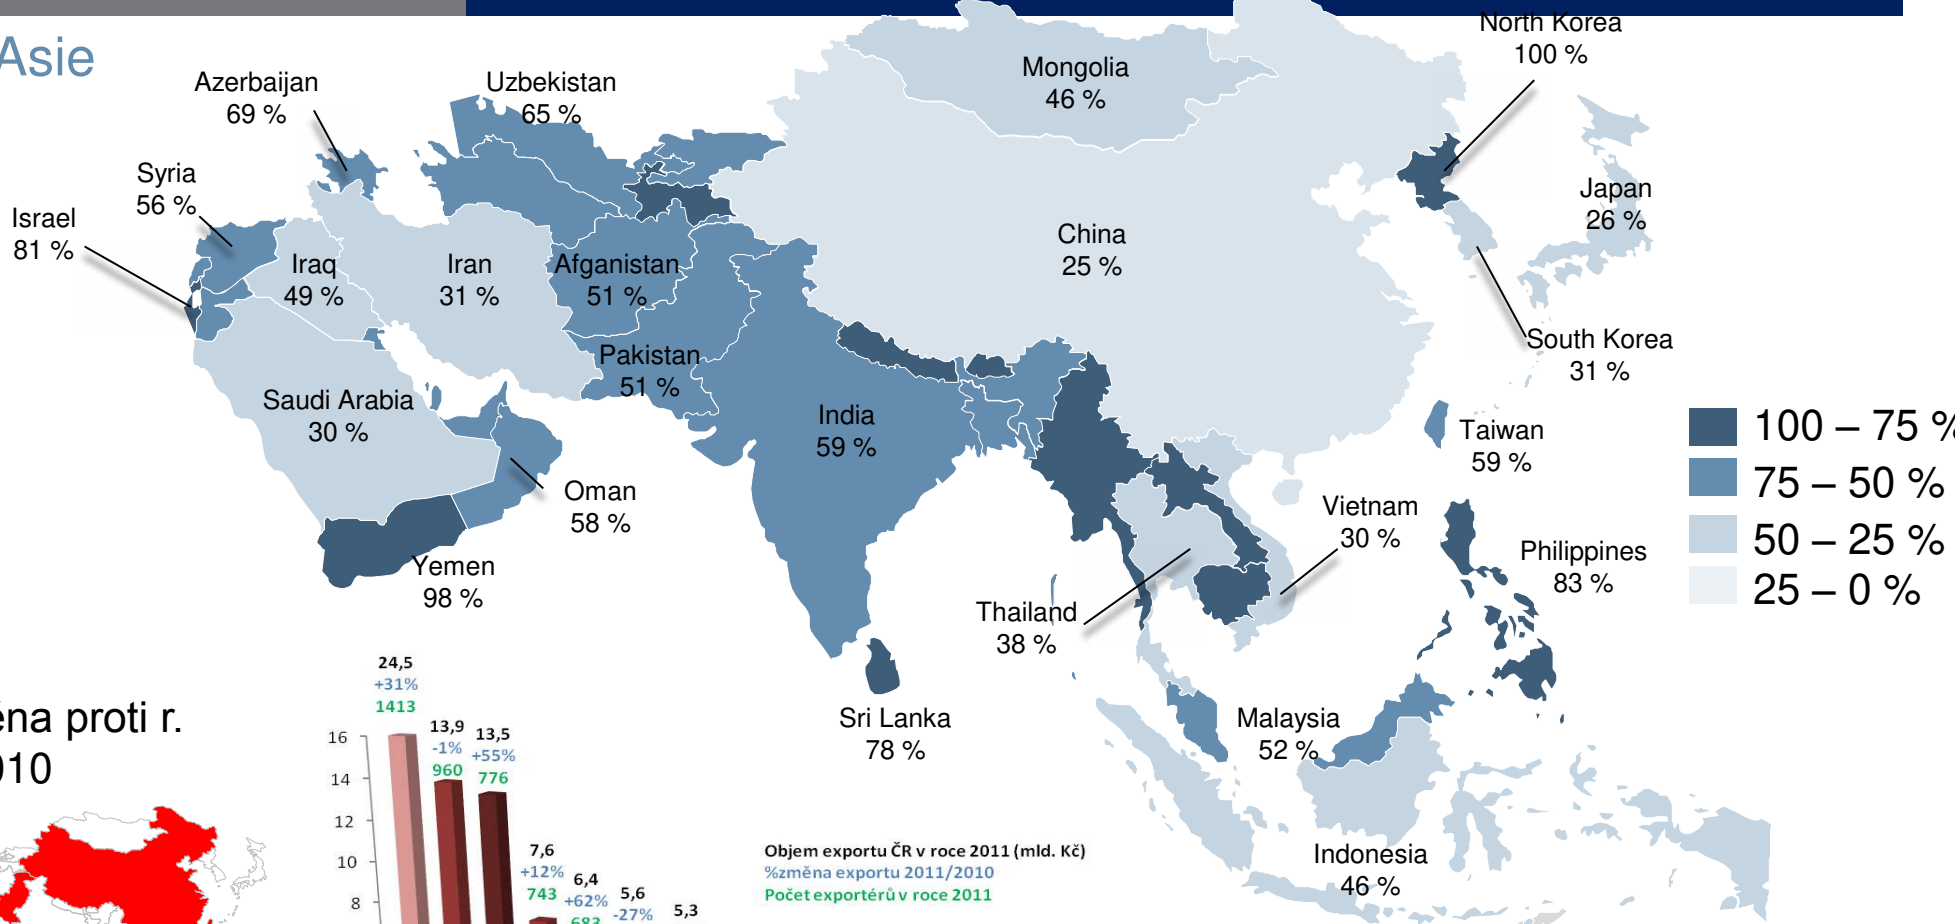 Asie
North Korea
100 %
Azerbaijan
69 %
Uzbekistan
65 %
Mongolia
46 %
Syria
56 %
Israel
81 %
Japan
26 %
China
25 %
Iraq
49 %
Iran
31 %
Afganistan
51 %
South Korea
31 %
Pakistan
51 %
Saudi Arabia
30 %
India
59 %
Taiwan
59 %
100 – 75 %
75 – 50 %
50 – 25 %
25 – 0 %
Oman
58 %
Vietnam
30 %
Philippines
83 %
Yemen
98 %
Thailand
38 %
Sri Lanka
78 %
Malaysia
52 %
Indonesia
46 %
proti r.
24,5
+31%
1413
13,9
-1%
960
13,5
+55%
776
7,6
+12%
743
6,4
+62%
683
5,6
-27%
5,3
16
14
12
10
8
Objem exportu ČR v roce 2011 (mld. Kč)
%změna exportu 2011/2010
Počet exportérů v roce 2011